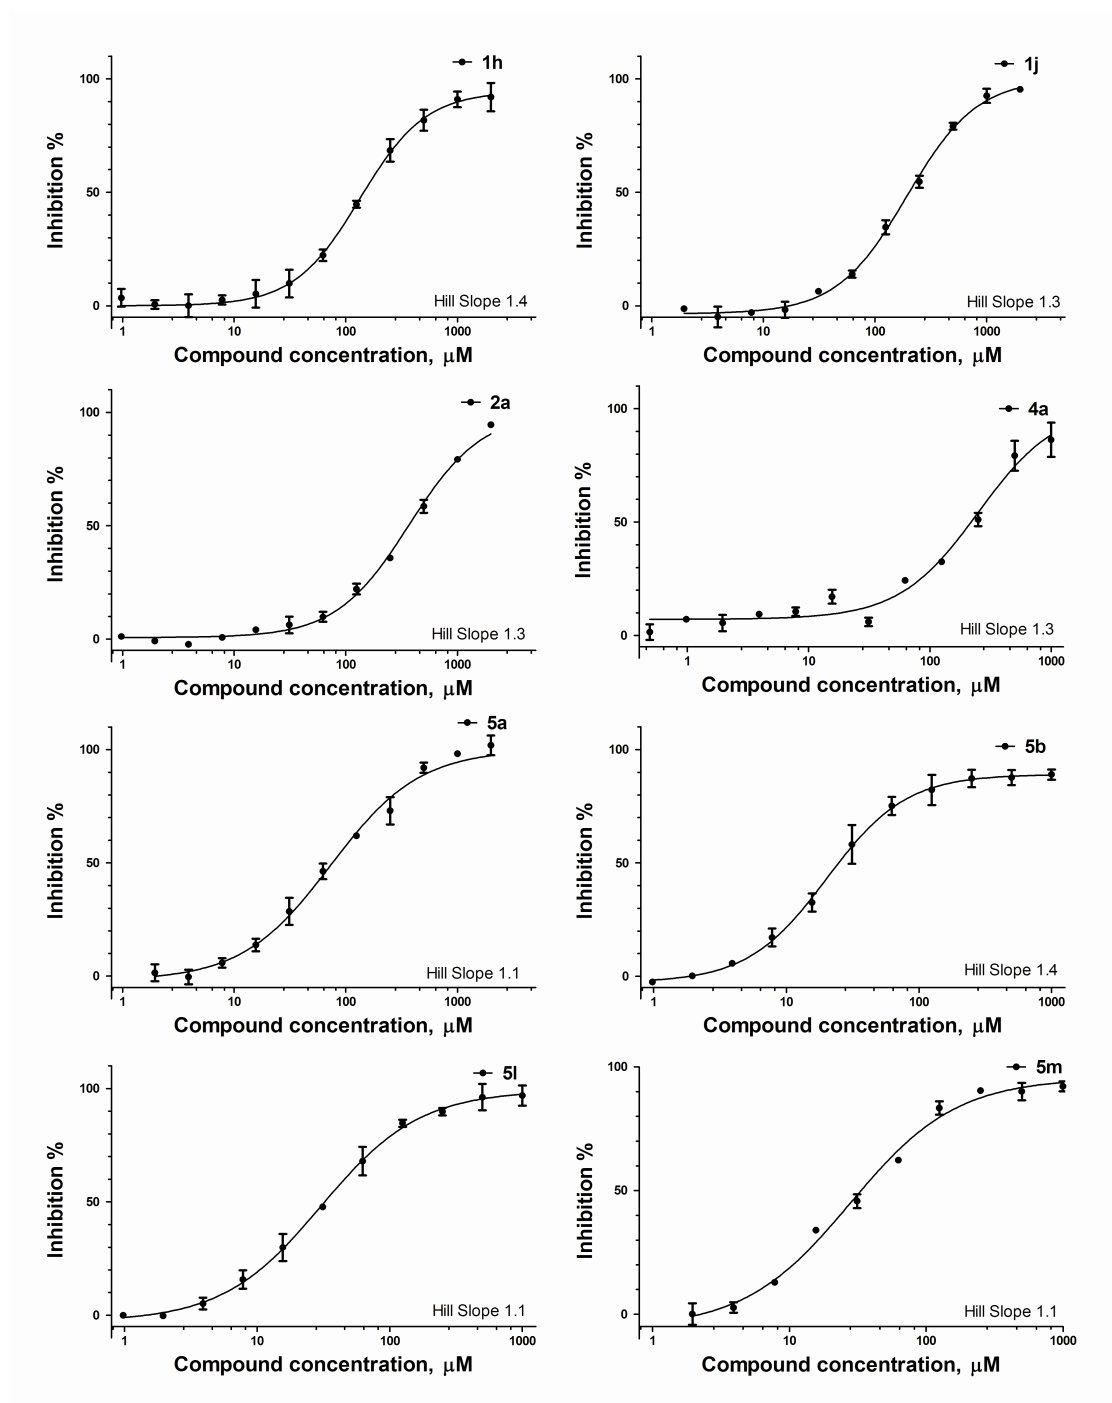 1h
100
50
0
Inhibition %
Hill Slope 1.4
1 10 100 1000
Compound concentration, μM
1j
100
50
0
Inhibition %
Hill Slope 1.3
1 10 100 1000
Compound concentration, μM
2a
100
50
0
Inhibition %
Hill Slope 1.3
1 10 100 1000
Compound concentration, μM
4a
100
50
0
Inhibition %
Hill Slope 1.3
1 10 100 1000
Compound concentration, μM
5a
100
50
0
Inhibition %
Hill Slope 1.1
1 10 100 1000
Compound concentration, μM
5b
100
50
0
Inhibition %
Hill Slope 1.4
1 10 100 1000
Compound concentration, μM
5l
100
50
0
Inhibition %
Hill Slope 1.1
1 10 100 1000
Compound concentration, μM
5m
100
50
0
Inhibition %
Hill Slope 1.1
1 10 100 1000
Compound concentration, μM